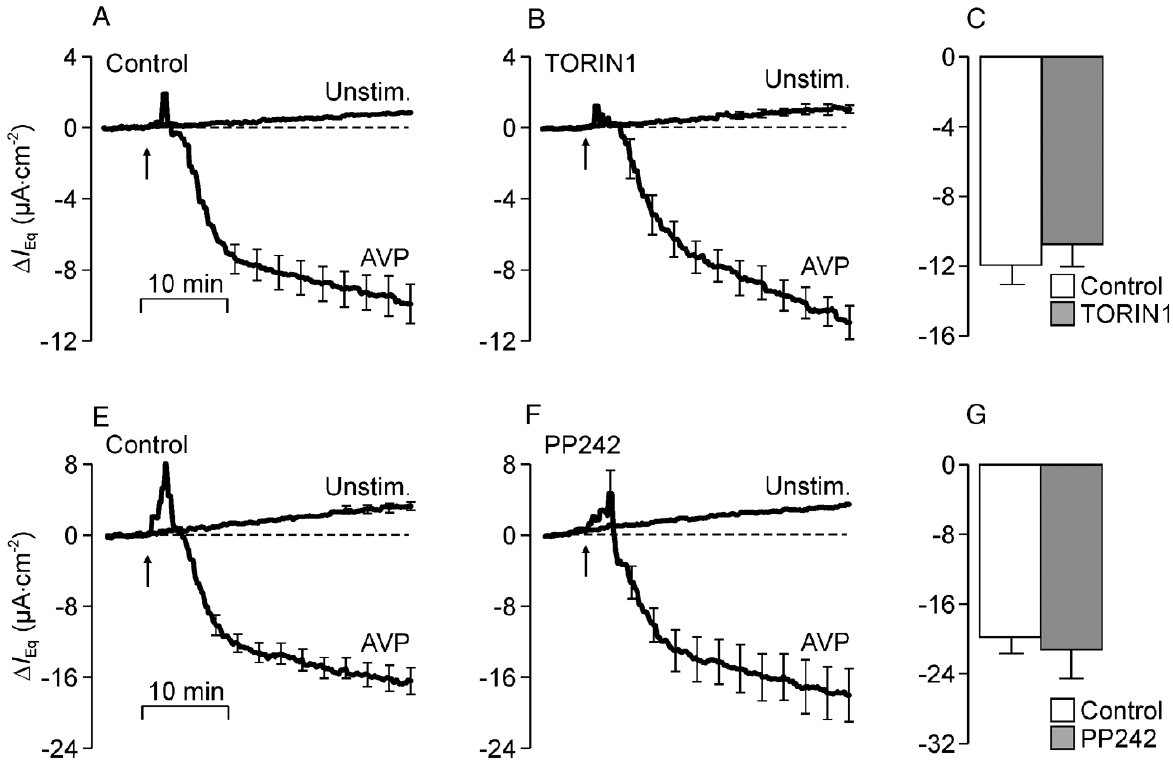 A
B
C
Control
TORIN1
Unstim.
Unstim.
AVP
AVP
ΔIEq (µA·cm-2)
4
0
-4
-8
-12
10 min
4
0
-4
-8
-12
0
-4
-8
-12
-16
Control
TORIN1
E
F
G
Control
PP242
Unstim.
Unstim.
AVP
AVP
ΔIEq (µA·cm-2)
8
0
-8
-16
-24
10 min
8
0
-8
-16
-24
0
-8
-16
-24
-32
Control
PP242